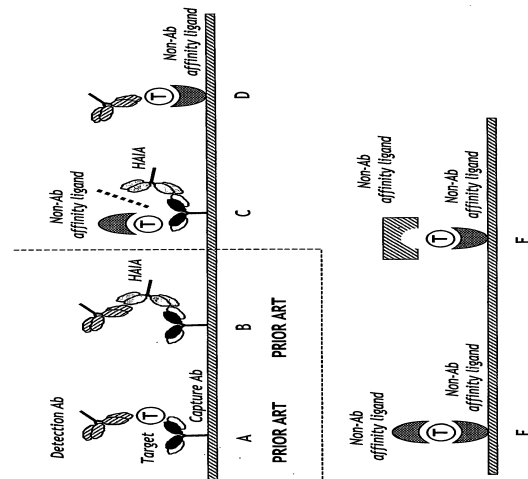 Detection Ab
Target
Capture Ab
A
PRIOR ART
HAIA
B
PRIOR ART
Non-Ab
affinity ligand
HAIA
C
Non-Ab
affinity ligand
D
Non-Ab
affinity ligand
Non-Ab
affinity ligand
E
Non-Ab
affinity ligand
Non-Ab
affinity ligand
F
T
T
T
T
T